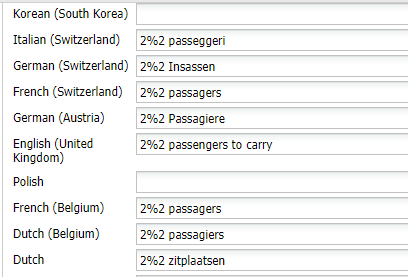 Korean (South Korea)
Italian (Switzerland) 2%2 passeggeri
German (Switzerland) 2%2 Insassen
French (Switzerland) 2%2 passagers
German (Austria) 2%2 Passagiere
English (United 2%2 passengers to carry
Kingdom)
Polish
French (Belgium) 2%2 passagers
Dutch (Belgium) 2%2 passagiers
Dutch 2%2 zitplaatsen